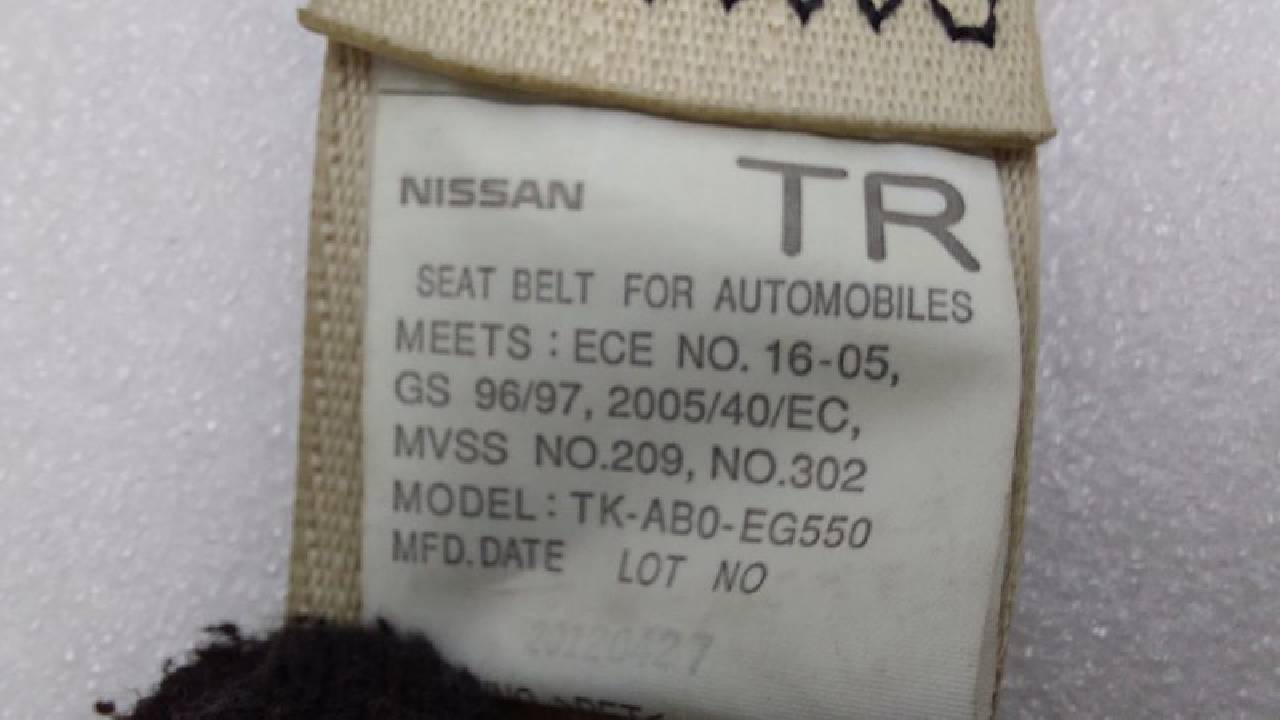 NISSAN TR
SEAT BELT FOR AUTOMOBILES
MEETS : ECE NO. 16-05,
GS 96/97, 2005/40/EC,
MVSS NO.209, NO.302
MODEL : TK-AB0-EG550
MFD.DATE LOT NO
20120427